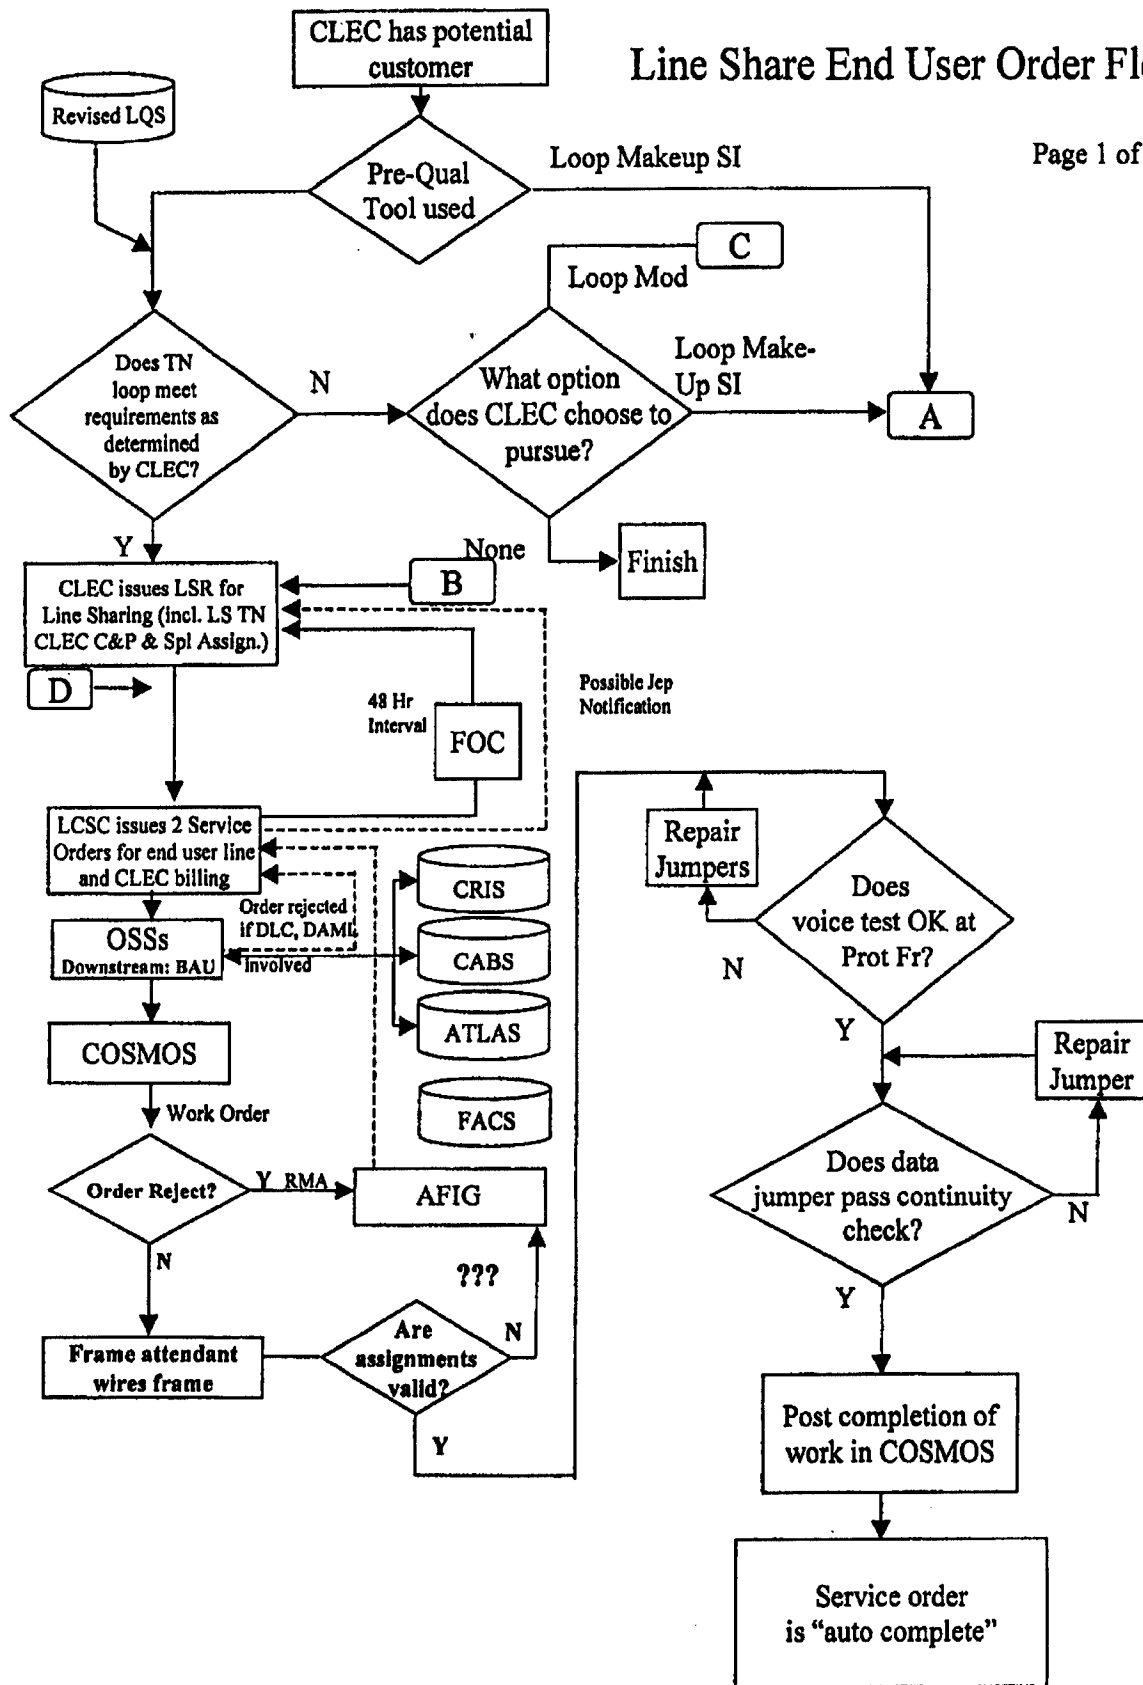 CLEC has potential
customer
Line Share End User Order Fl
Revised LQS
Page 1 of
Loop Makeup SI
Pre-Qual
Tool used
C
Loop Mod
Does TN
loop meet
requirements as
determined
by CLEC?
N
What option
does CLEC choose to
pursue?
Loop Make-
Up SI
A
Y
None
Finish
CLEC issues LSR for
Line Sharing (incl. LS TN
CLEC C&P & Spl Assign.)
B
D
48 Hr
Interval
FOC
Possible Jep
Notification
LCSC issues 2 Service
Orders for end user line
and CLEC billing
Order rejected
if DLC, DAML
involved
OSSs
Downstream: BAU
CRIS
CABS
ATLAS
FACS
COSMOS
Work Order
Order Reject?
Y RMA
AFIG
N
???
Frame attendant
wires frame
Are
assignments
valid?
N
Y
Repair
Jumpers
Does
voice test OK at
Prot Fr?
N
Y
Repair
Jumper
Does data
jumper pass continuity
check?
N
Y
Post completion of
work in COSMOS
Service order
is “auto complete”